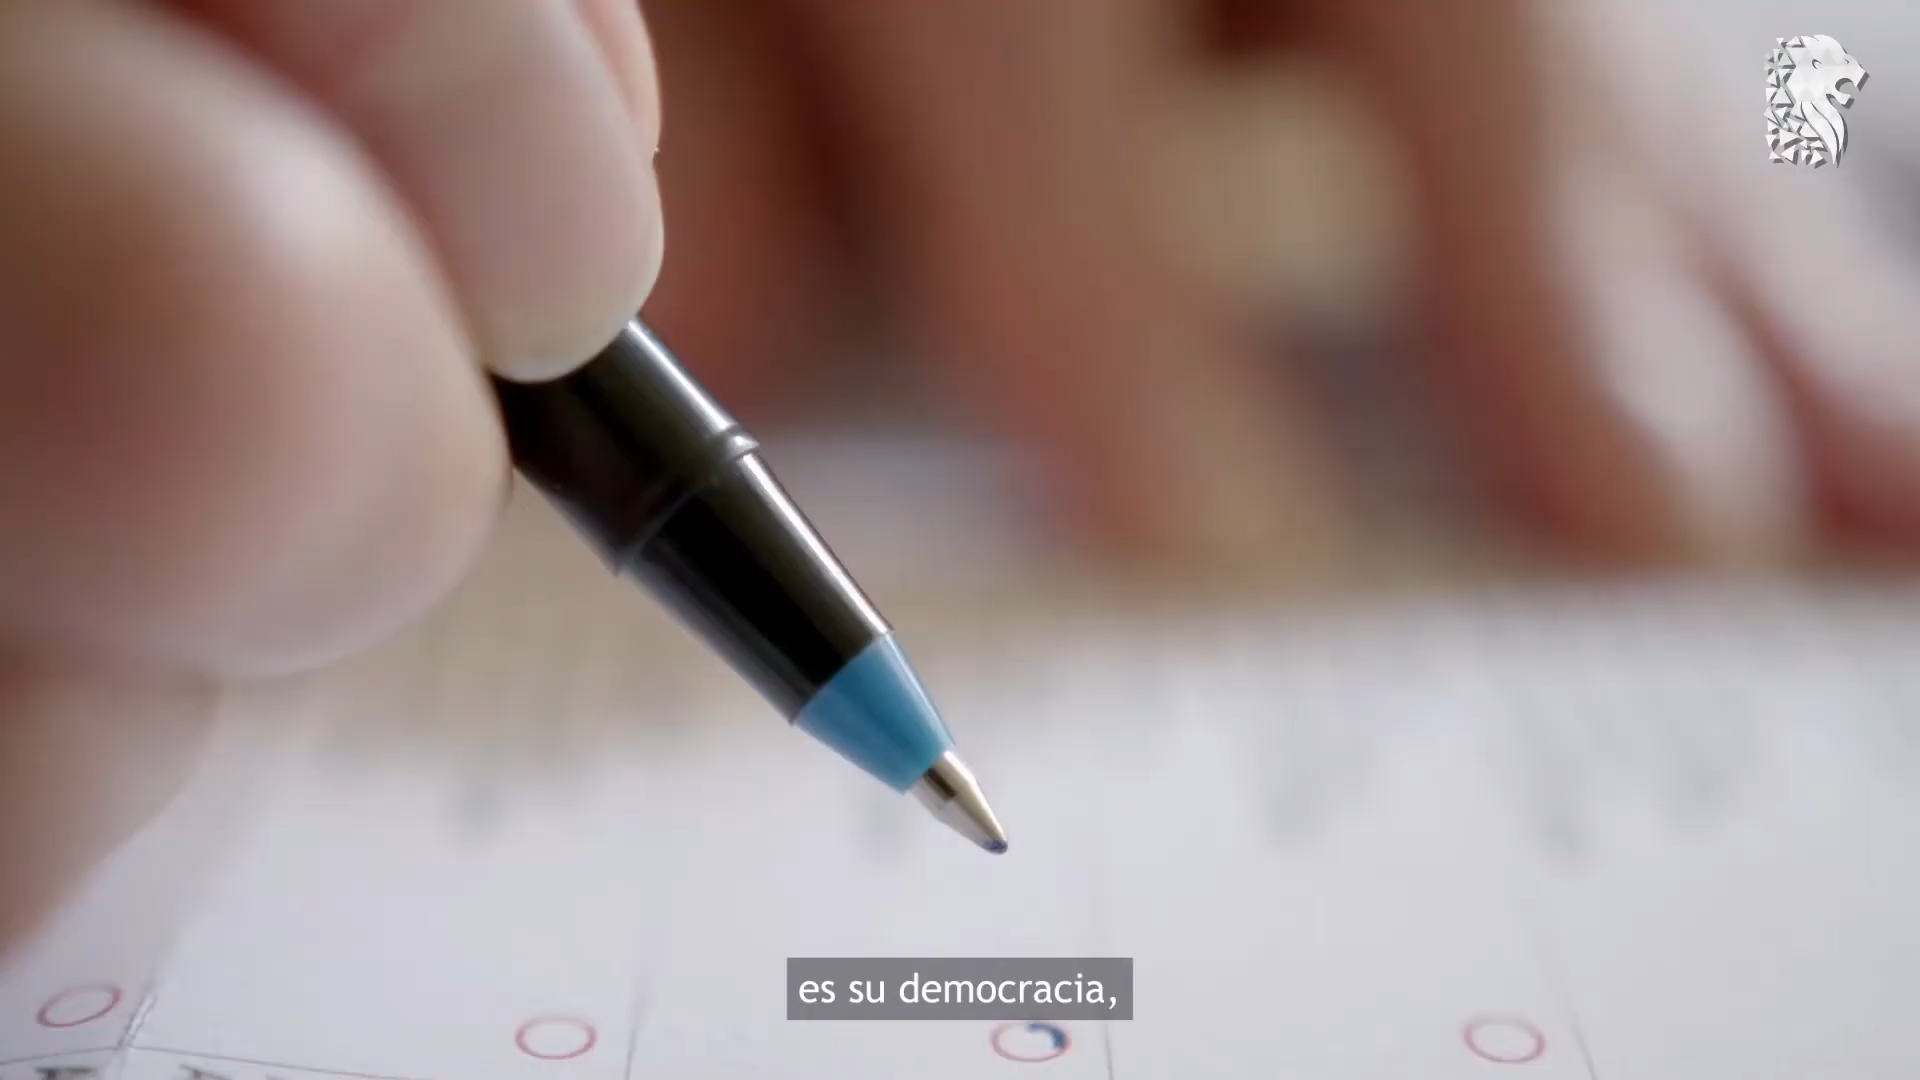 es su democracia,